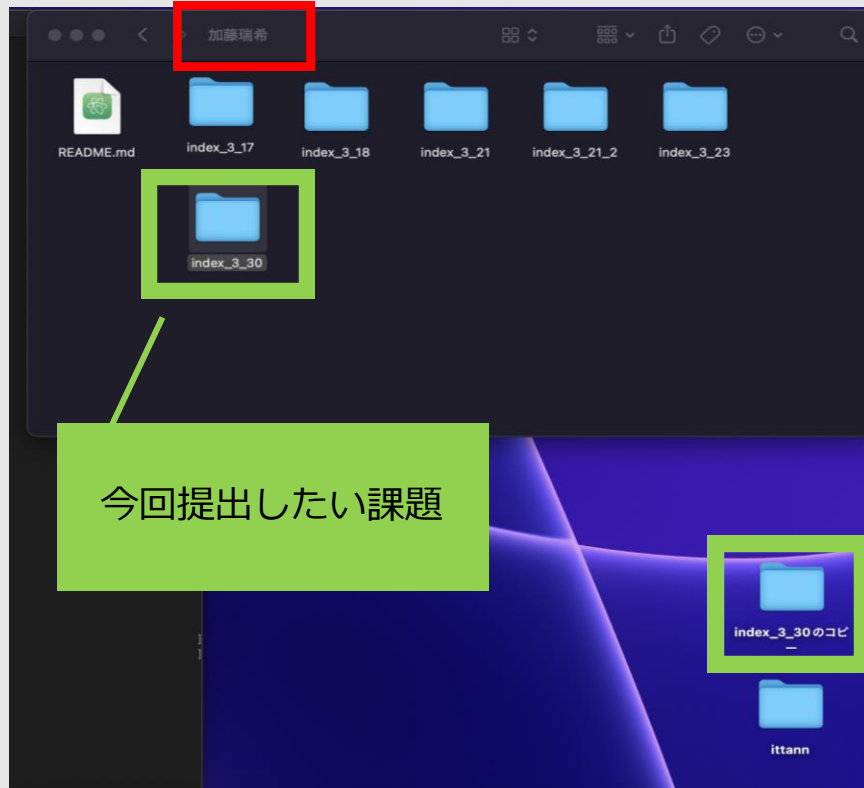 加藤瑞希
README.md
index_3_17
index_3_18
index_3_21
index_3_21_2
index_3_23
index_3_30
今回提出したい課題
index_3_30のコピ
ー
ittann